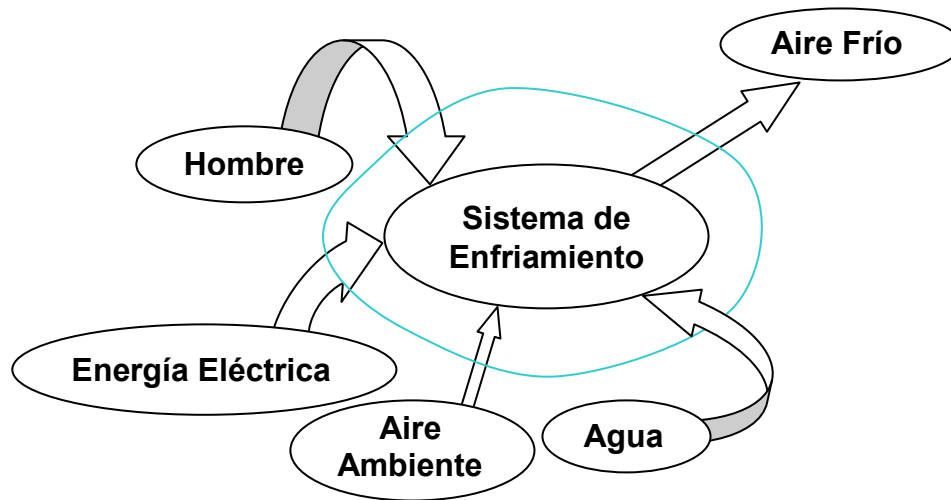 Aire Frío
Hombre
Sistema de
Enfriamiento
Energía Eléctrica
Aire
Ambiente
Agua